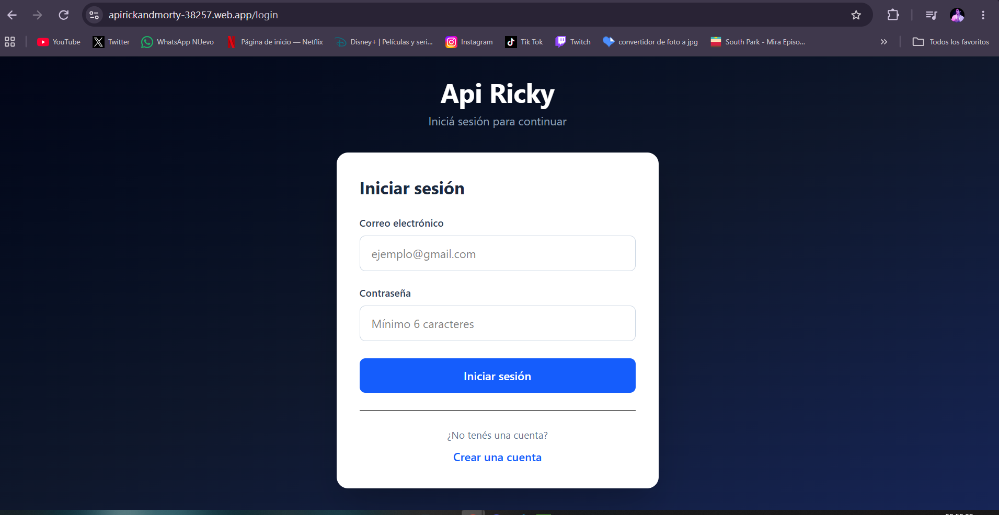 apirickandmorty-38257.web.app/login
YouTube Twitter WhatsApp NUevo Página de inicio — Netflix Disney+ | Películas y seri... Instagram Tik Tok Twitch convertidor de foto a jpg South Park - Mira Episo... Todos los favoritos
Api Ricky
Iniciá sesión para continuar
Iniciar sesión
Correo electrónico
ejemplo@gmail.com
Contraseña
Mínimo 6 caracteres
Iniciar sesión
¿No tenés una cuenta?
Crear una cuenta